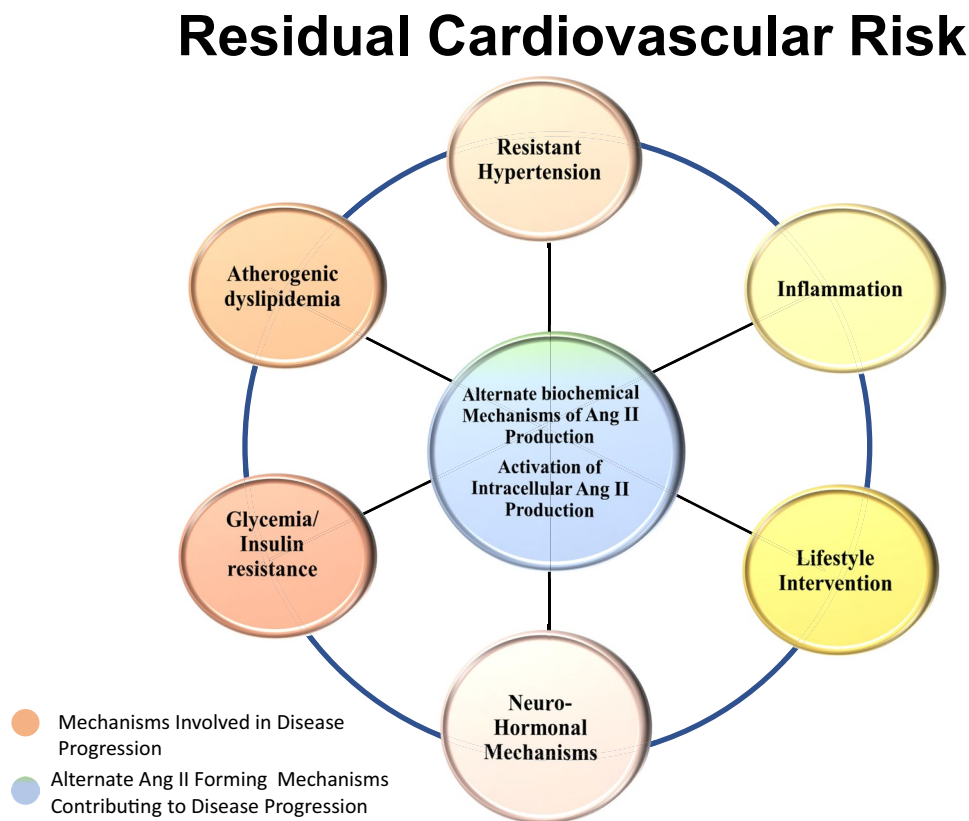 Residual Cardiovascular Risk
Resistant
Hypertension
Atherogenic
dyslipidemia
Inflammation
Alternate biochemical
Mechanisms of Ang II
Production
Activation of
Intracellular Ang II
Production
Glycemia/
Insulin
resistance
Lifestyle
Intervention
Neuro-
Hormonal
Mechanisms
Mechanisms Involved in Disease
Progression
Alternate Ang II Forming Mechanisms
Contributing to Disease Progression